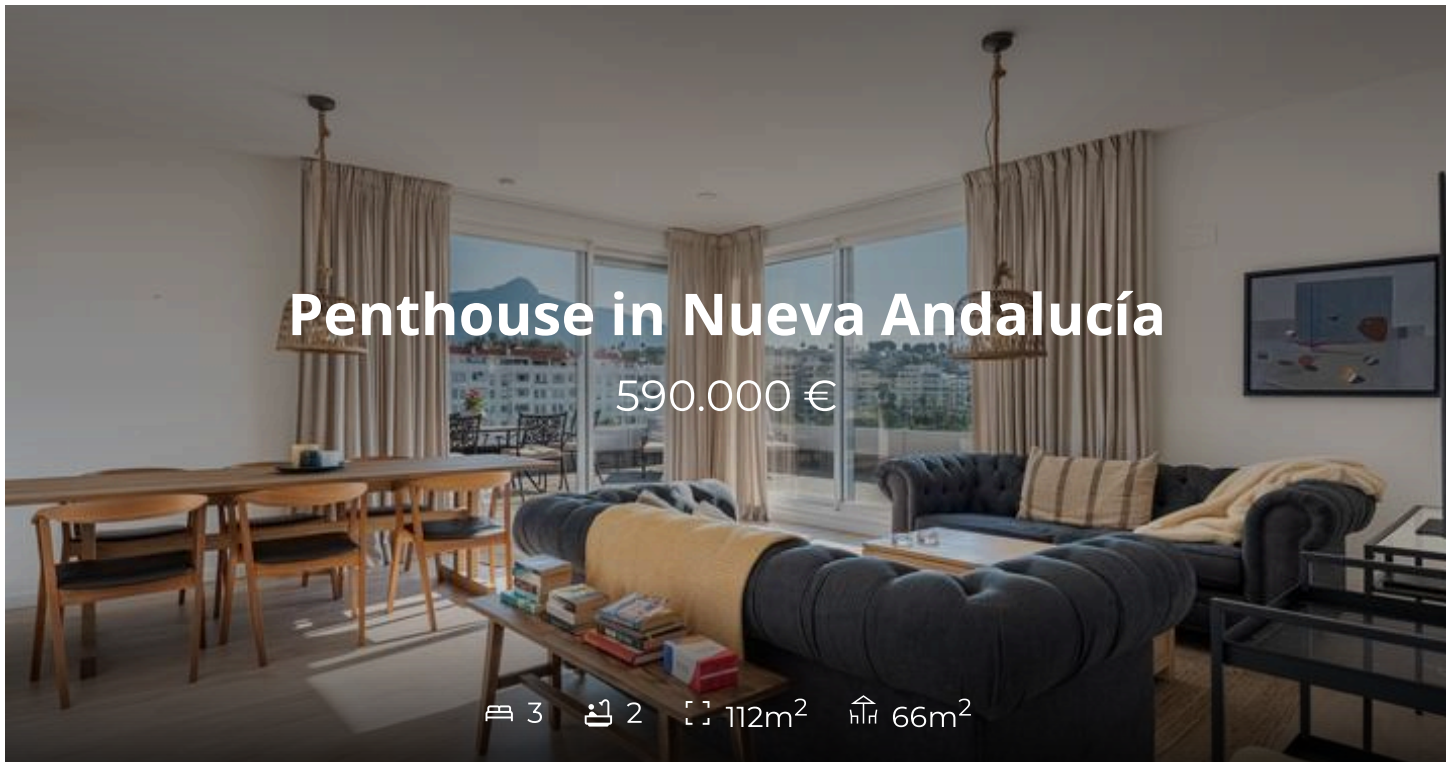 Penthouse in Nueva Andalucía
590.000 €
3 2 112m² 66m²